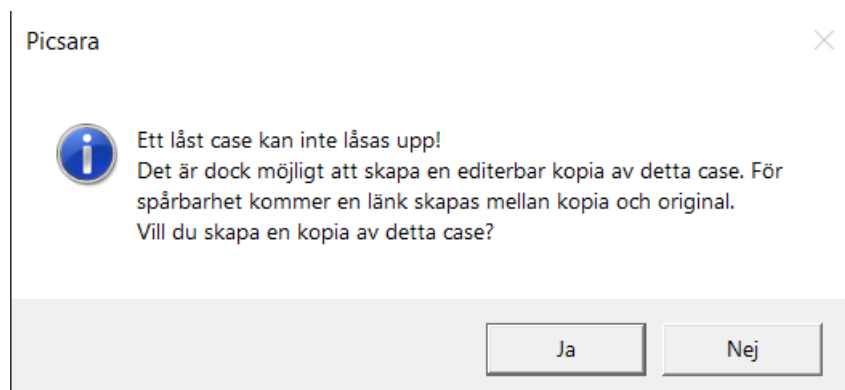 Picsara
Ett låst case kan inte låsas upp!
Det är dock möjligt att skapa en editerbar kopia av detta case. För
spårbarhet kommer en länk skapas mellan kopia och original.
Vill du skapa en kopia av detta case?
Ja
Nej